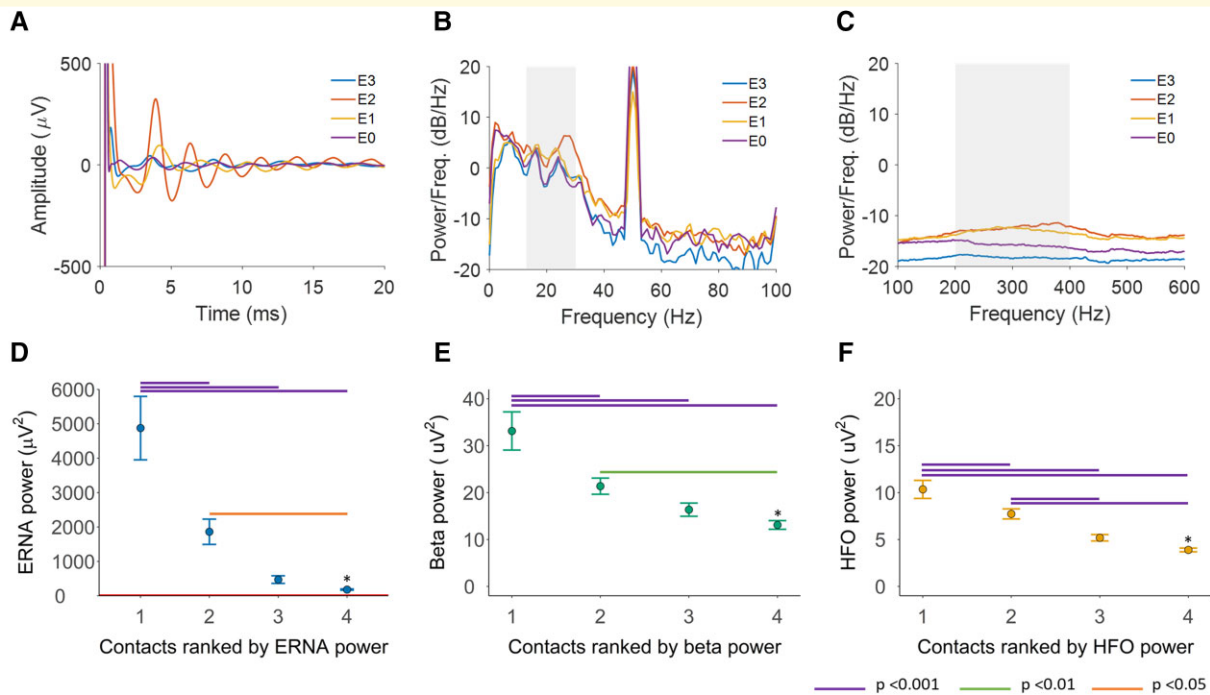 A
500
0
-500
Amplitude ( μV)
0 5 10 15 20
Time (ms)
E3
E2
E1
E0
B
20
10
0
-10
-20
Power/Freq. (dB/Hz)
0 20 40 60 80 100
Frequency (Hz)
E3
E2
E1
E0
C
20
10
0
-10
-20
Power/Freq. (dB/Hz)
100 200 300 400 500 600
Frequency (Hz)
E3
E2
E1
E0
D
6000
5000
4000
3000
2000
1000
0
ERNA power (μV2)
*
1 2 3 4
Contacts ranked by ERNA power
E
40
30
20
10
0
Beta power ( uV2)
*
1 2 3 4
Contacts ranked by beta power
F
20
15
10
5
0
HFO power ( uV2)
*
1 2 3 4
Contacts ranked by HFO power
p <0.001 p <0.01 p <0.05